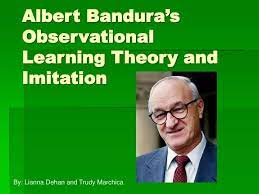 Albert Bandura's
Observational
Learning Theory and
Imitation
By: Lianna Dehan and Trudy Marchica